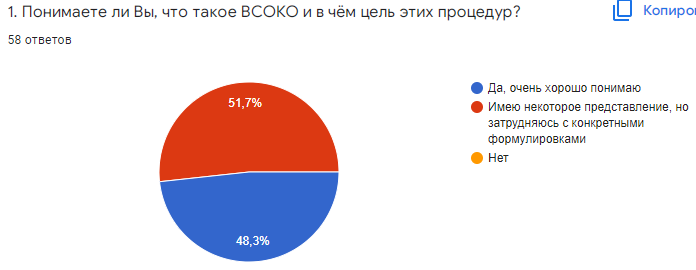 1. Понимаете ли Вы, что такое ВСОКО и в чём цель этих процедур?
58 ответов
51,7%
48,3%
Да, очень хорошо понимаю
Имею некоторое представление, но
затрудняюсь с конкретными
формулировками
Нет